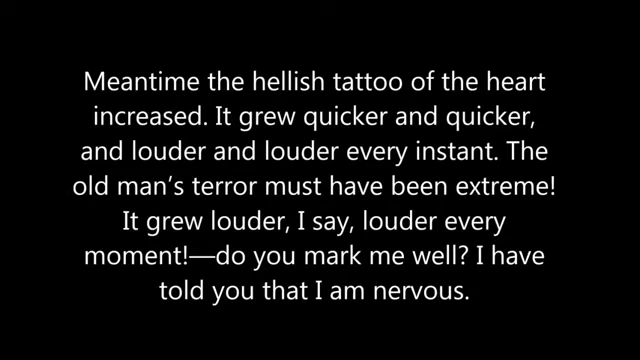 Meantime the hellish tattoo of the heart
increased. It grew quicker and quicker,
and louder and louder every instant. The
old man’s terror must have been extreme!
It grew louder, I say, louder every
moment!—do you mark me well? I have
told you that I am nervous.